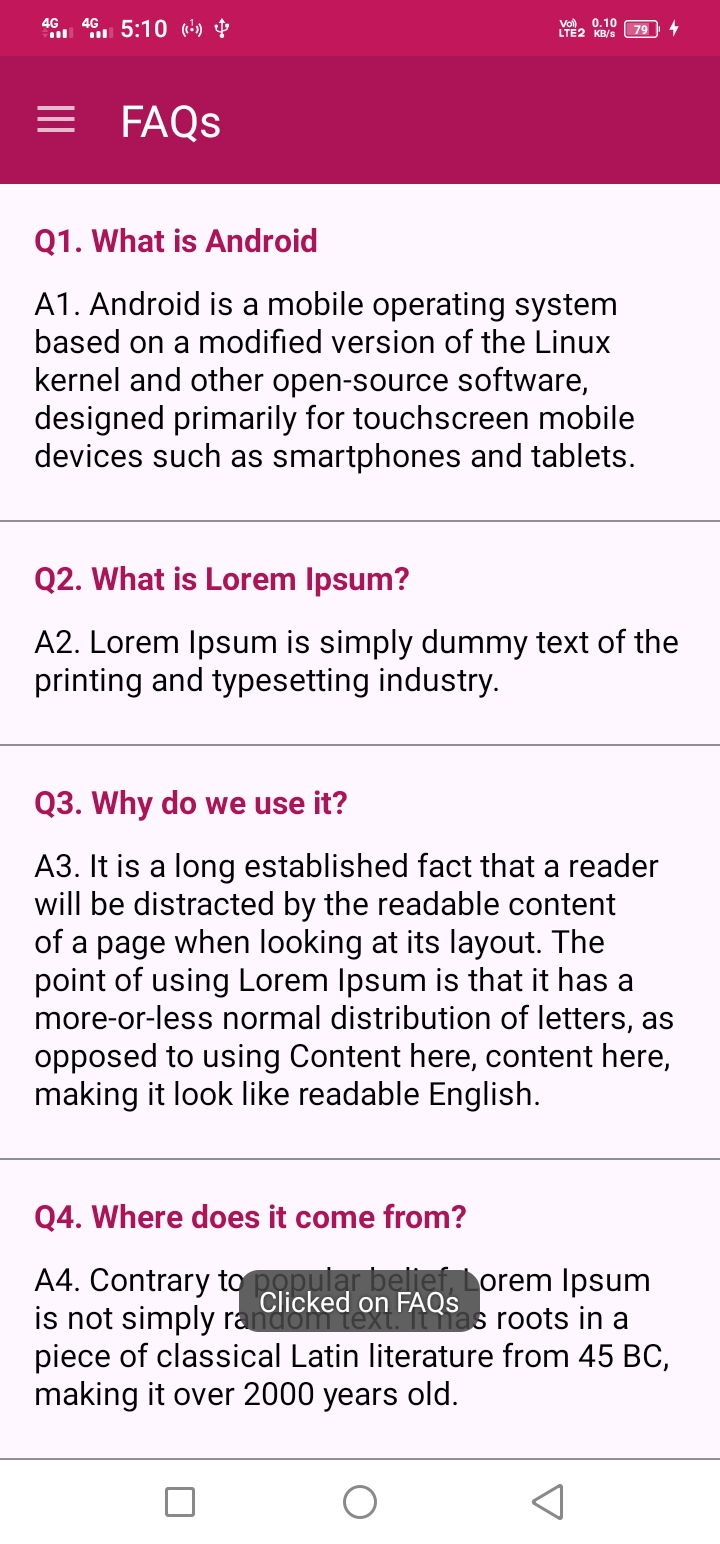 4G 4G 5:10 Vo) LTE2 0.10 KB/s 79
FAQs
Q1. What is Android
A1. Android is a mobile operating system
based on a modified version of the Linux
kernel and other open-source software,
designed primarily for touchscreen mobile
devices such as smartphones and tablets.
Q2. What is Lorem Ipsum?
A2. Lorem Ipsum is simply dummy text of the
printing and typesetting industry.
Q3. Why do we use it?
A3. It is a long established fact that a reader
will be distracted by the readable content
of a page when looking at its layout. The
point of using Lorem Ipsum is that it has a
more-or-less normal distribution of letters, as
opposed to using Content here, content here,
making it look like readable English.
Q4. Where does it come from?
A4. Contrary to popular belief, Lorem Ipsum
Clicked on FAQs
is not simply random text. It has roots in a
piece of classical Latin literature from 45 BC,
making it over 2000 years old.